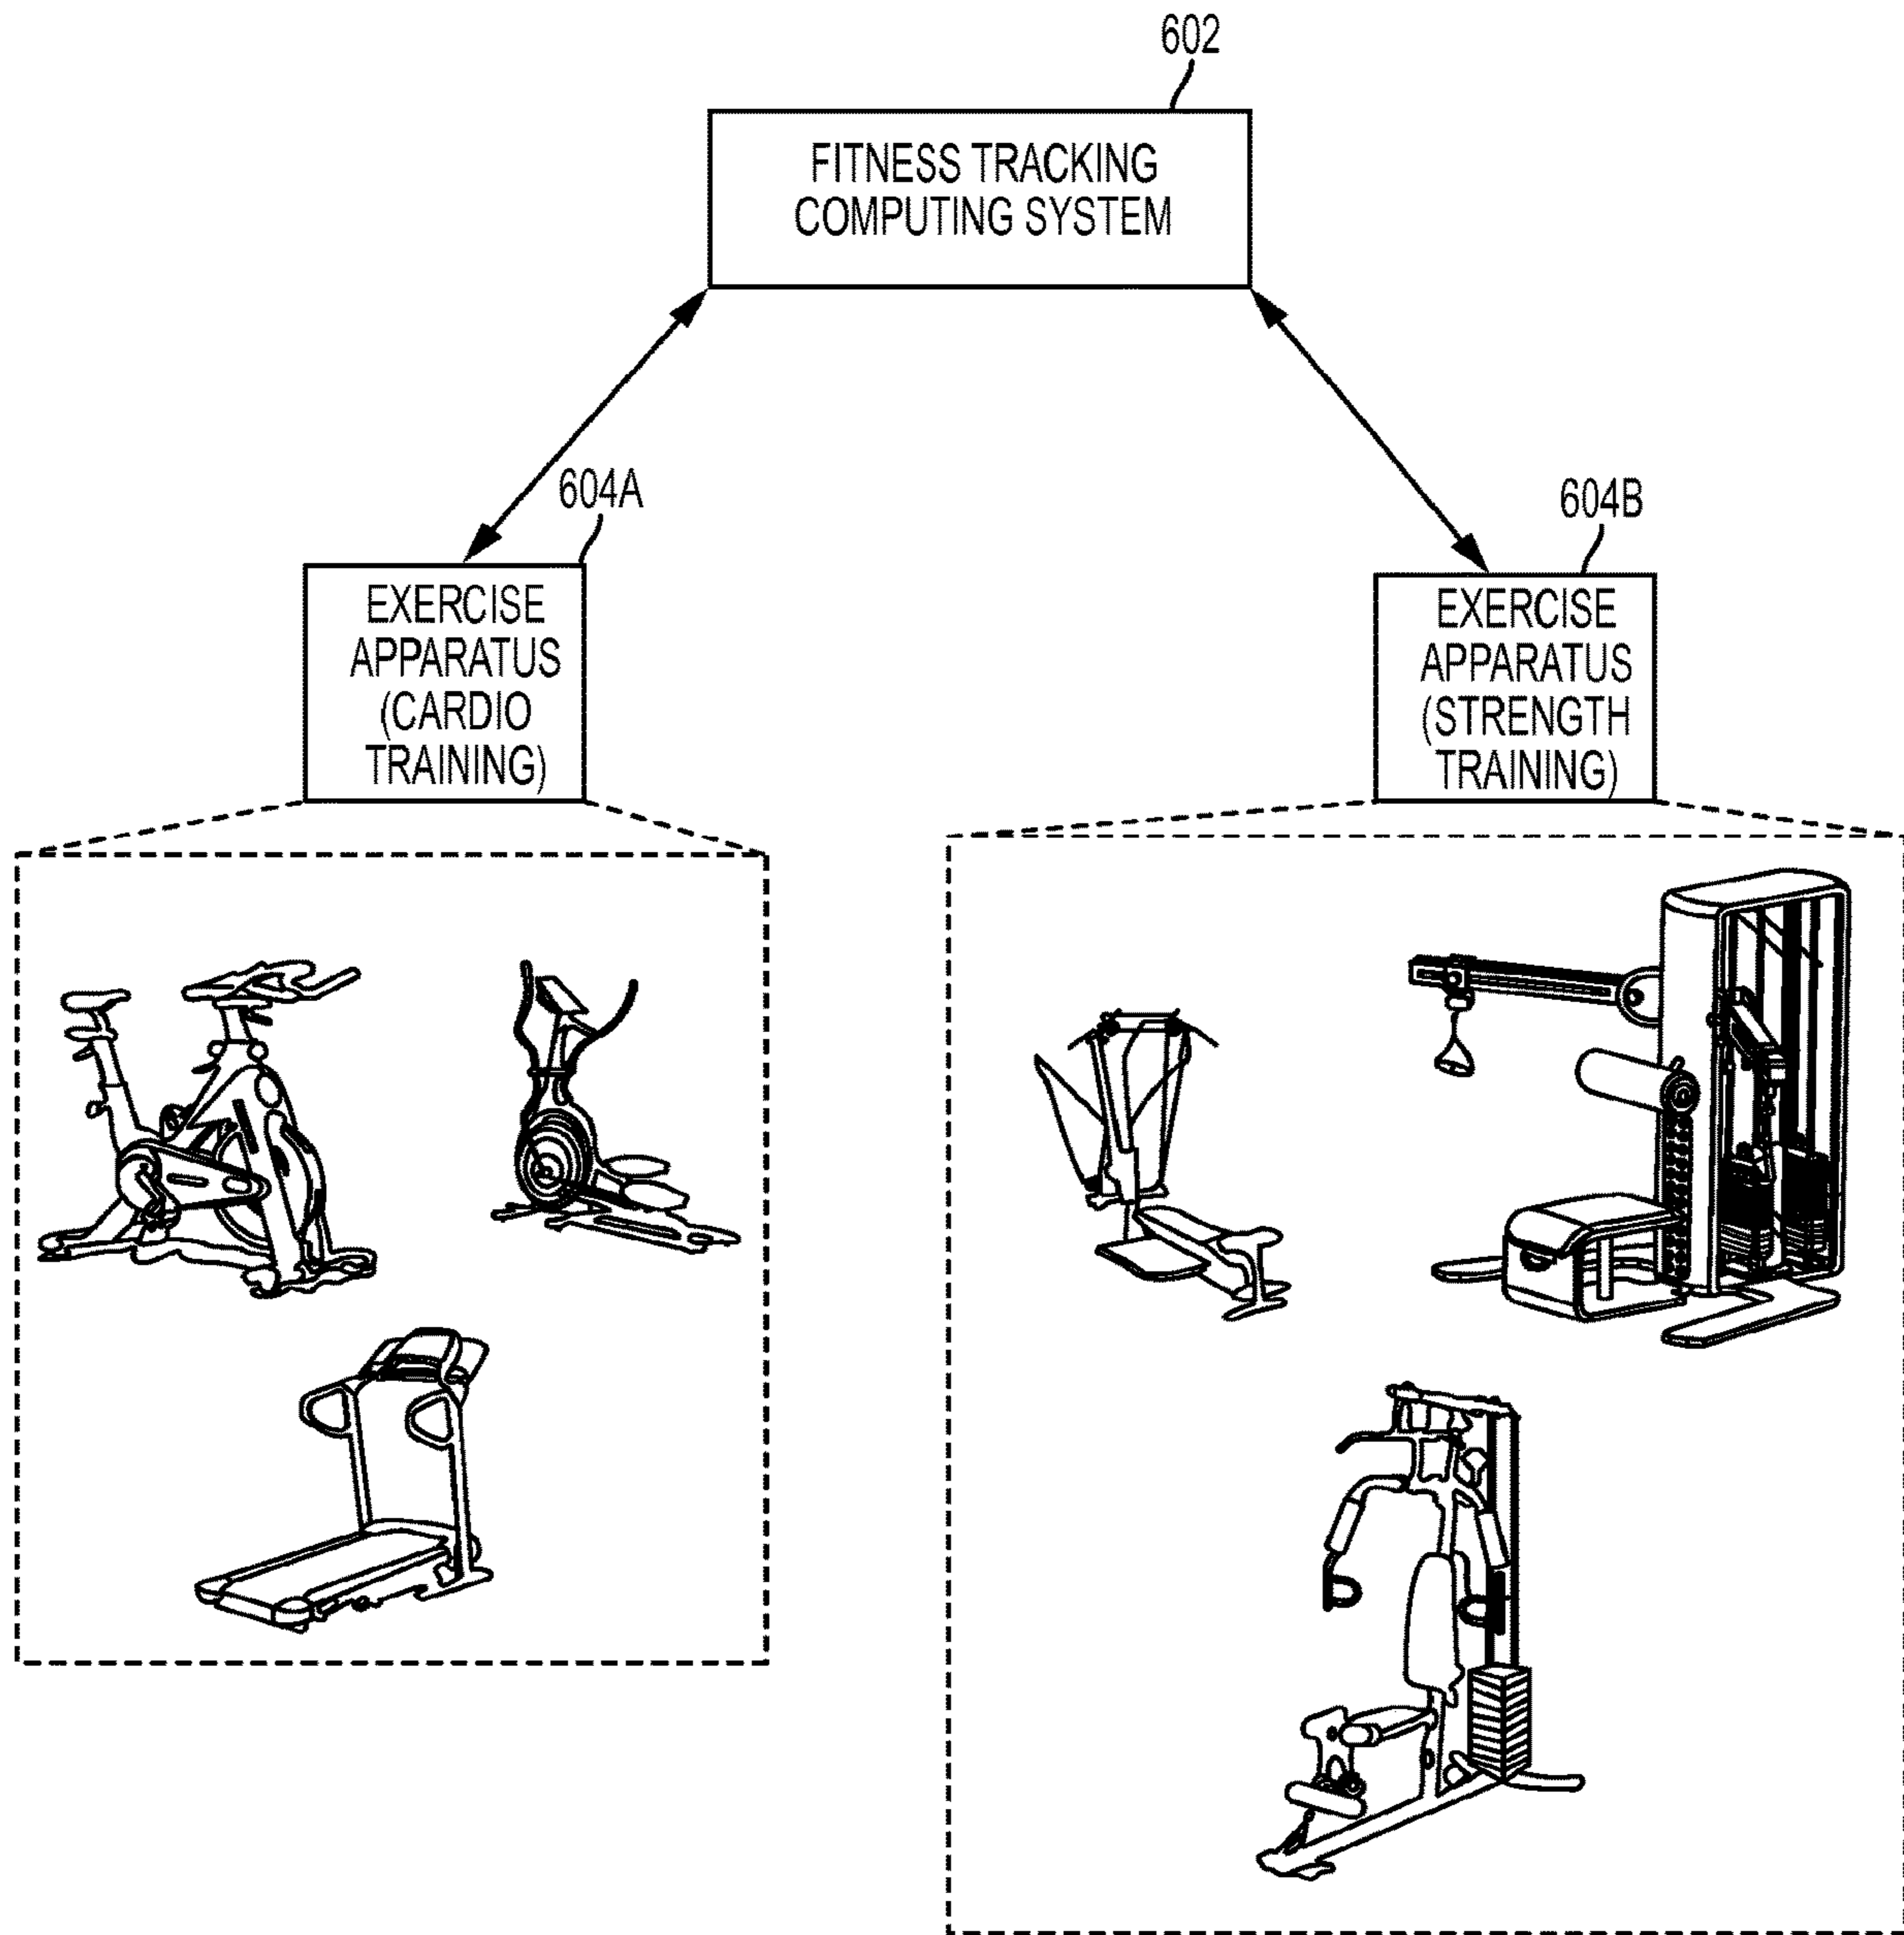 602
FITNESS TRACKING
COMPUTING SYSTEM
604A
EXERCISE
APPARATUS
(CARDIO
TRAINING)
604B
EXERCISE
APPARATUS
(STRENGTH
TRAINING)